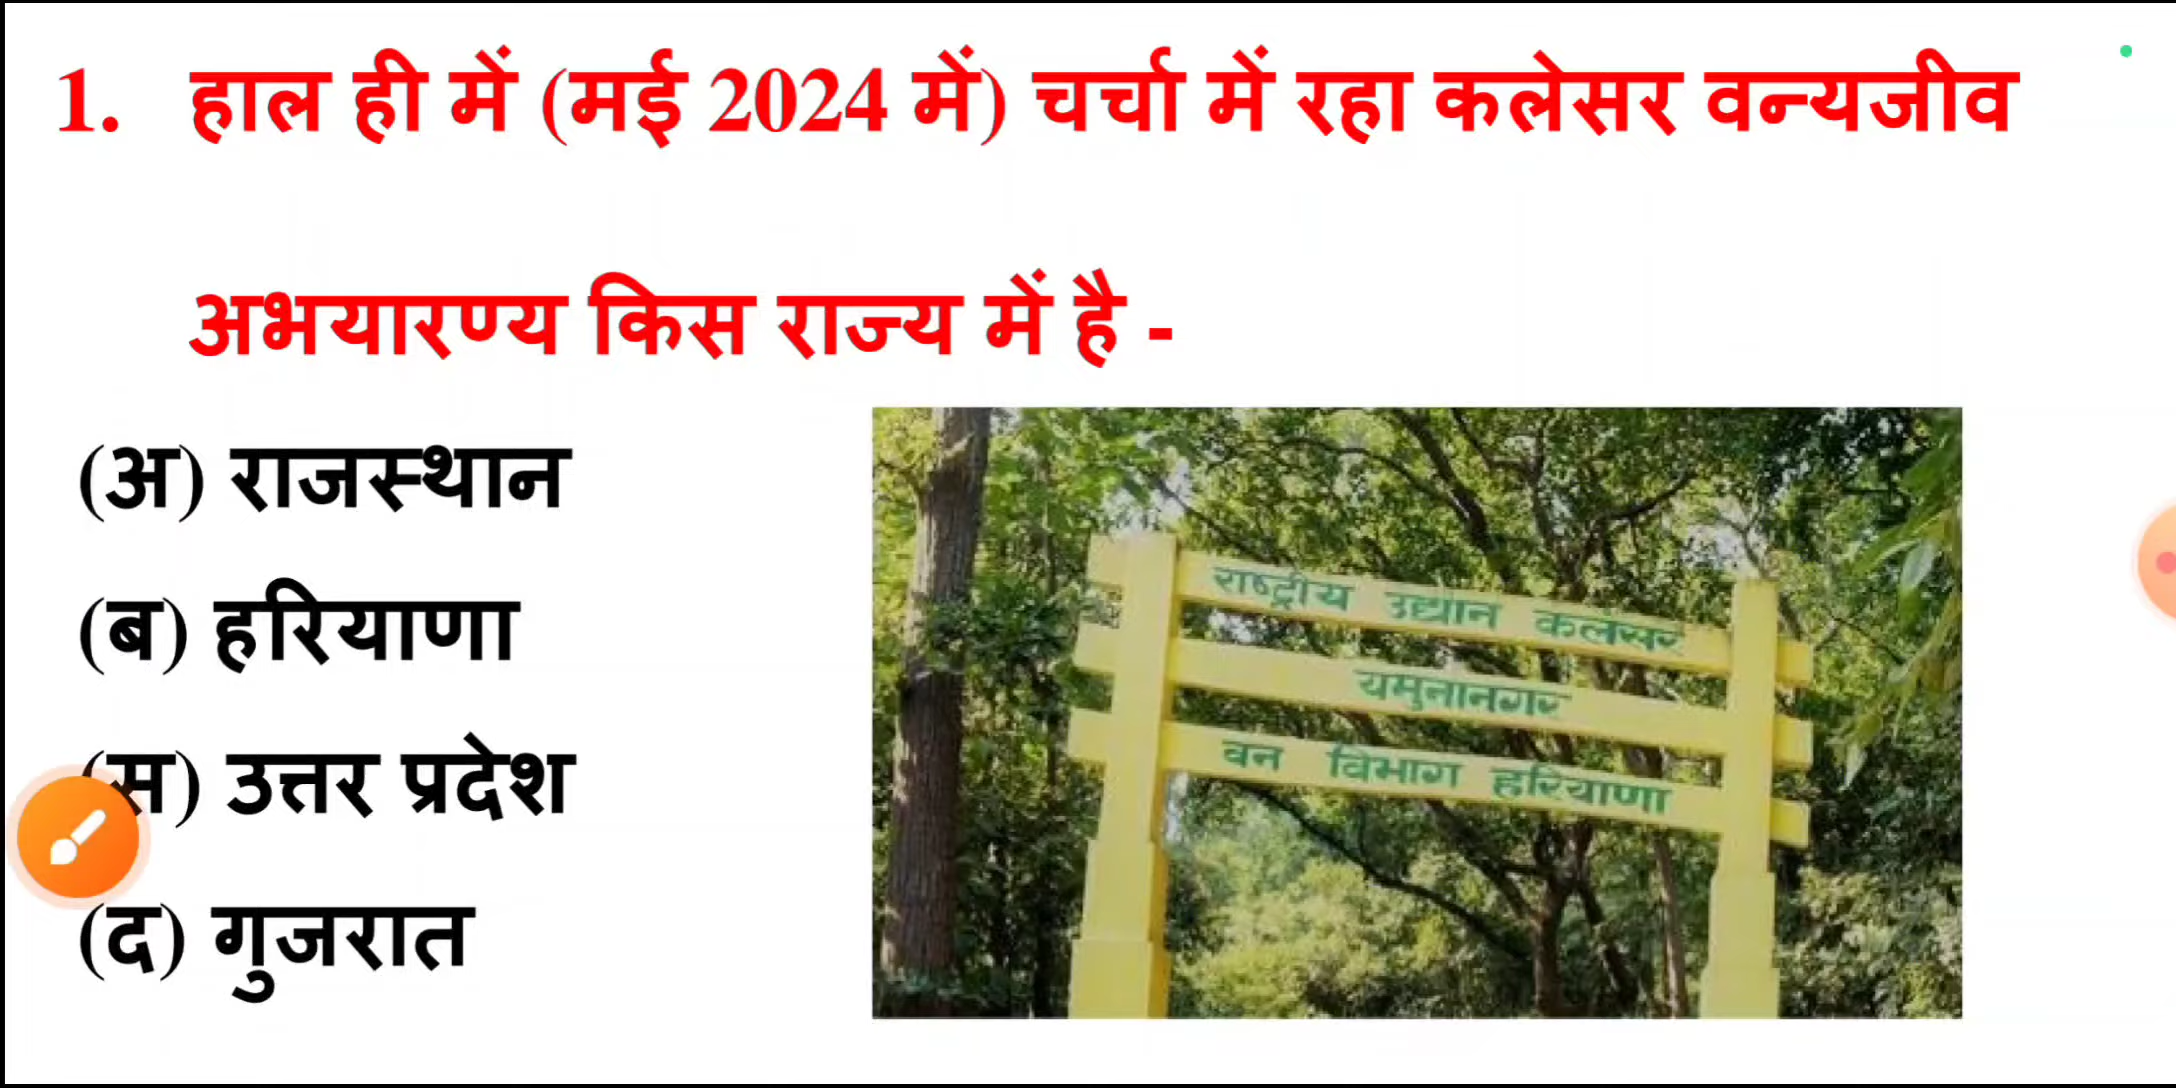 1. हाल ही में (मई 2024 में) चर्चा में रहा कलेसर वन्यजीव
अभयारण्य किस राज्य में है -
(अ) राजस्थान
(ब) हरियाणा
(स) उत्तर प्रदेश
(द) गुजरात
राष्ट्रीय उद्यान कलेसर
यमुनानगर
वन विभाग हरियाणा